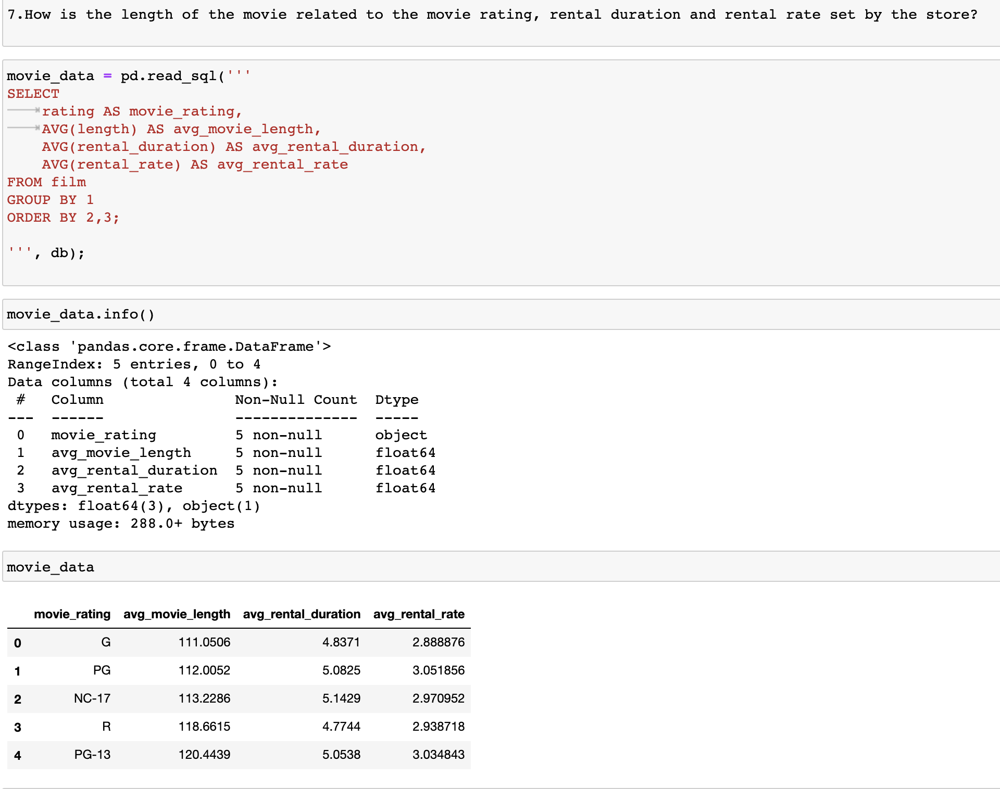 7.How is the length of the movie related to the movie rating, rental duration and rental rate set by the store?
movie_data = pd.read_sql('''
SELECT
rating AS movie_rating,
AVG(length) AS avg_movie_length,
AVG(rental_duration) AS avg_rental_duration,
AVG(rental_rate) AS avg_rental_rate
FROM film
GROUP BY 1
ORDER BY 2,3;
''', db);
movie_data.info()
<class 'pandas.core.frame.DataFrame'>
RangeIndex: 5 entries, 0 to 4
Data columns (total 4 columns):
# Column Non-Null Count Dtype
--- ------ -------------- -----
0 movie_rating 5 non-null object
1 avg_movie_length 5 non-null float64
2 avg_rental_duration 5 non-null float64
3 avg_rental_rate 5 non-null float64
dtypes: float64(3), object(1)
memory usage: 288.0+ bytes
movie_data
movie_rating avg_movie_length avg_rental_duration avg_rental_rate
0 G 111.0506 4.8371 2.888876
1 PG 112.0052 5.0825 3.051856
2 NC-17 113.2286 5.1429 2.970952
3 R 118.6615 4.7744 2.938718
4 PG-13 120.4439 5.0538 3.034843